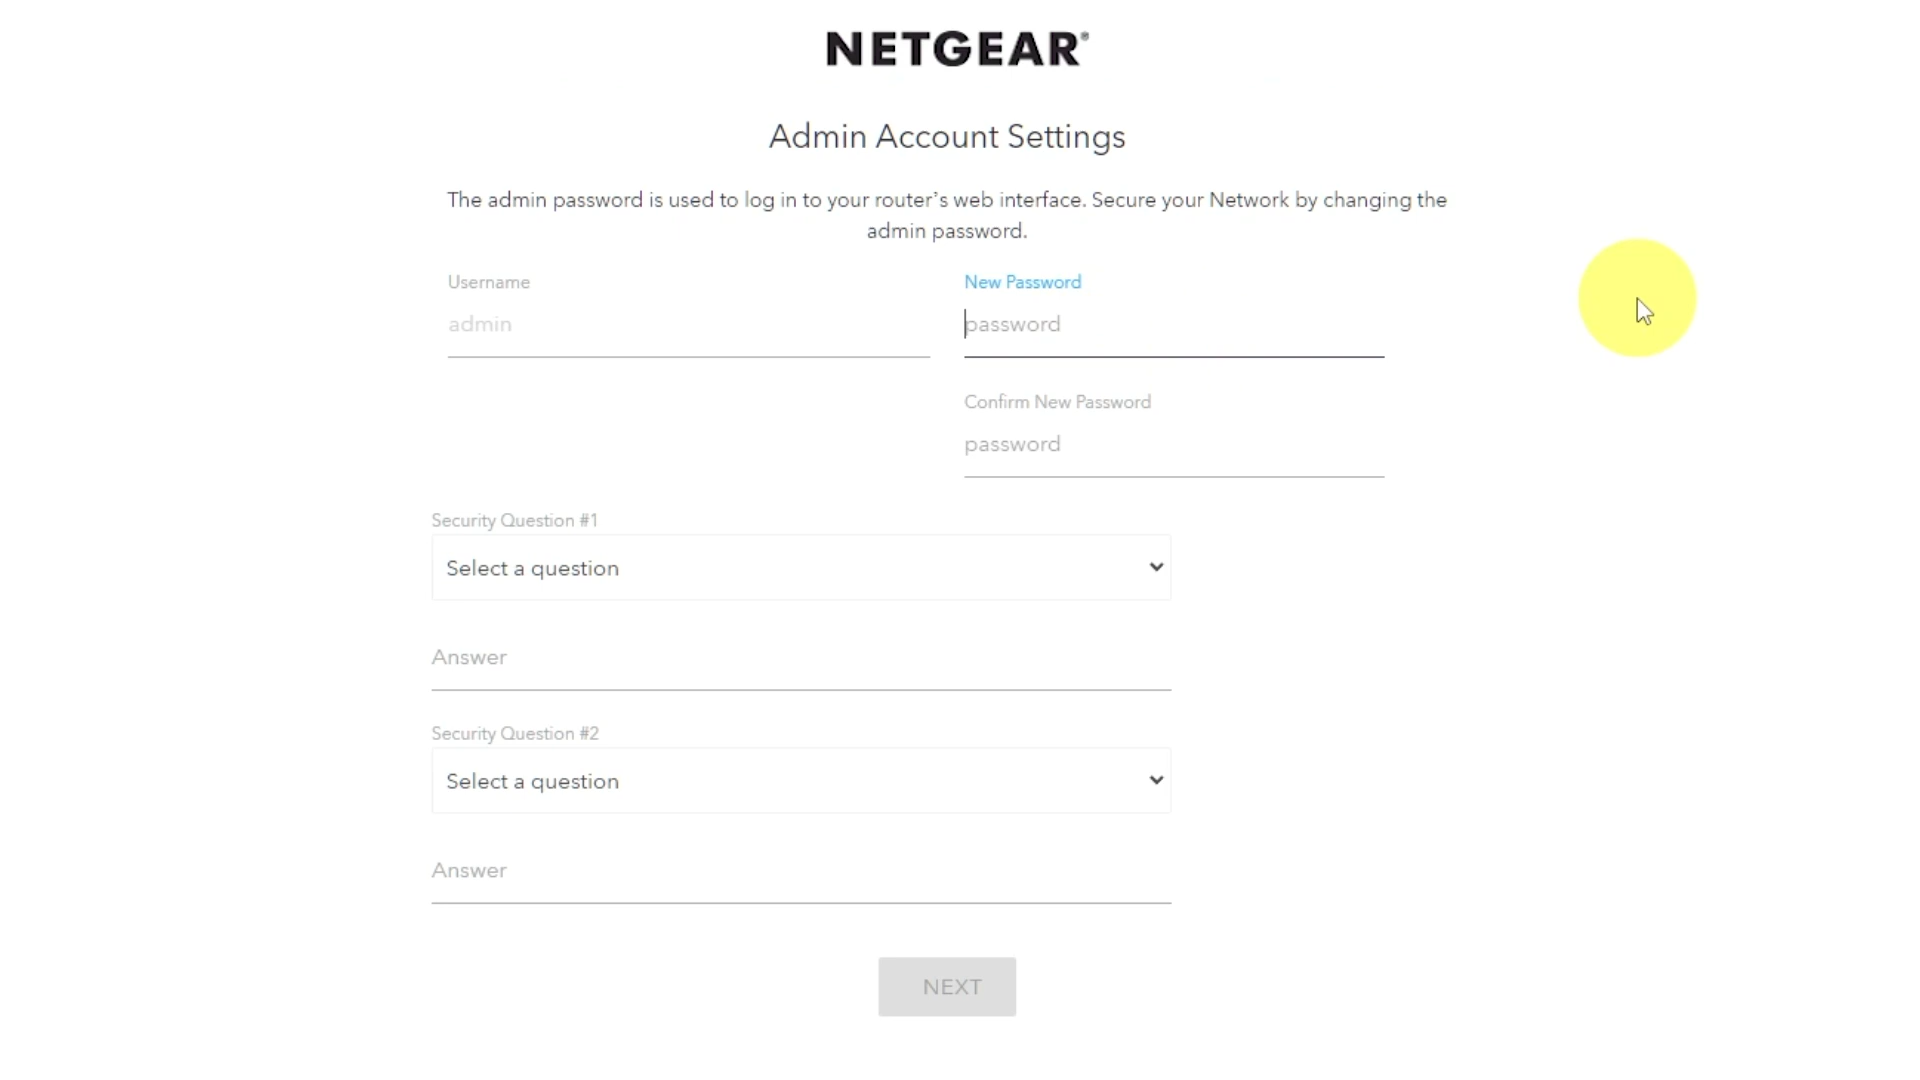 NETGEAR®
Admin Account Settings
The admin password is used to log in to your router’s web interface. Secure your Network by changing the
admin password.
Username
New Password
admin
password
Confirm New Password
password
Security Question #1
Select a question
Answer
Security Question #2
Select a question
Answer
NEXT